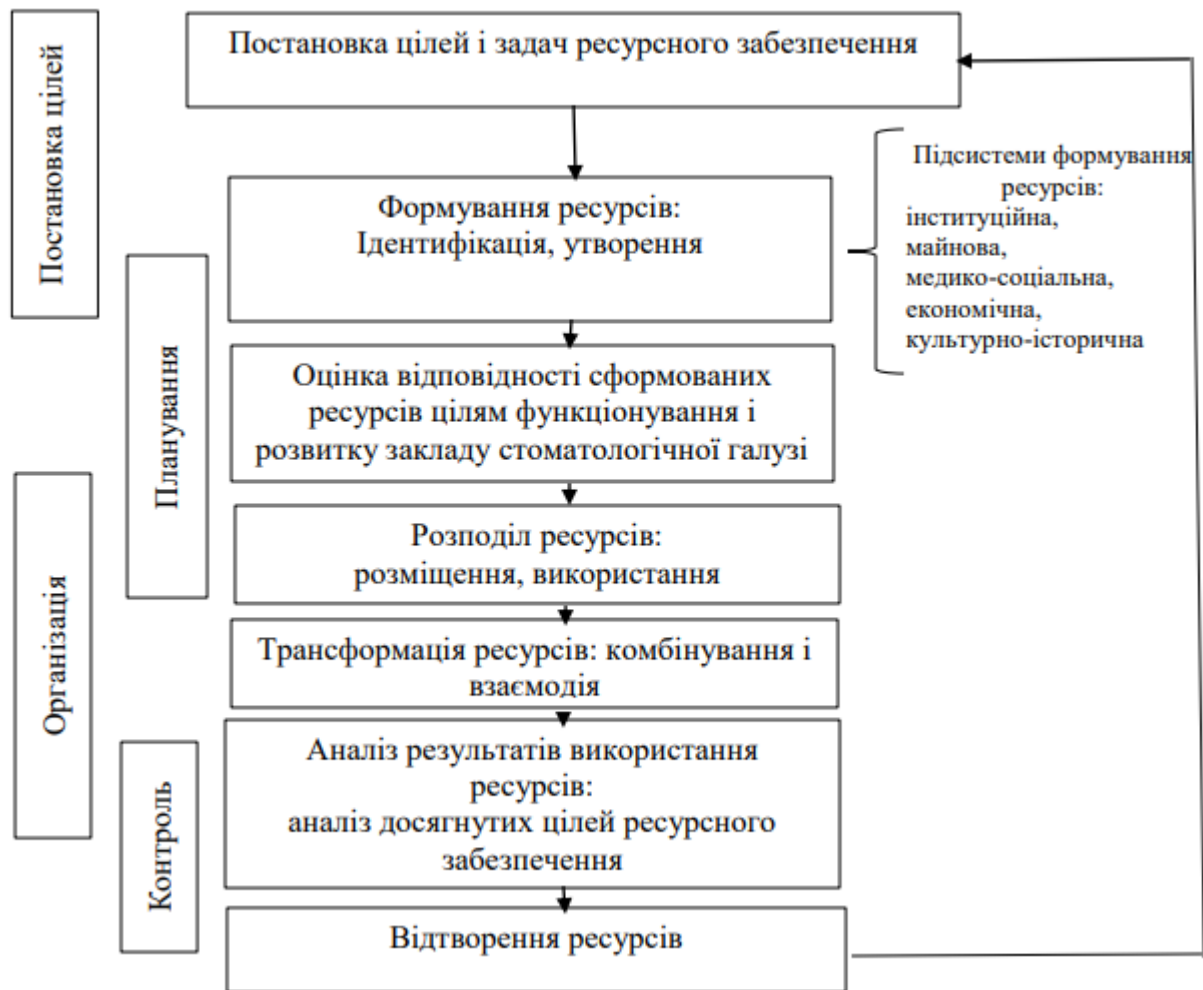 Постановка цілей
Постановка цілей і задач ресурсного забезпечення
Підсистеми формування
ресурсів:
інституційна,
майнова,
медико-соціальна,
економічна,
культурно-історична
Формування ресурсів:
Ідентифікація, утворення
Планування
Оцінка відповідності сформованих
ресурсів цілям функціонування і
розвитку закладу стоматологічної галузі
Організація
Розподіл ресурсів:
розміщення, використання
Трансформація ресурсів: комбінування і
взаємодія
Контроль
Аналіз результатів використання
ресурсів:
аналіз досягнутих цілей ресурсного
забезпечення
Відтворення ресурсів